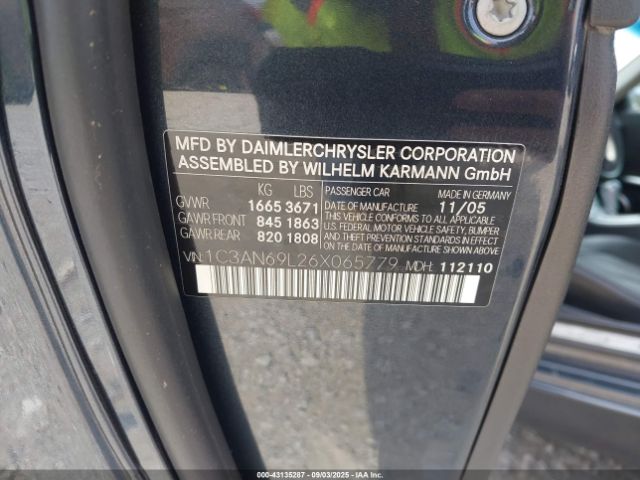 MFD BY DAIMLERCHRYSLER CORPORATION
ASSEMBLED BY WILHELM KARMANN GmbH
KG LBS PASSENGER CAR MADE IN GERMANY
GVWR 1665 3671 DATE OF MANUFACTURE 11/05
GAWR FRONT 845 1863 THIS VEHICLE CONFORMS TO ALL APPLICABLE
U.S. FEDERAL MOTOR VEHICLE SAFETY, BUMPER
GAWR REAR 820 1808 AND THEFT PREVENTION STANDARDS IN EFFECT
ON THE DATE OF MANUFACTURE SHOWN ABOVE.
VIN: 1C3AN69L26X065779 MDH: 112110
000-43135287 - 09/03/2025 - IAAI.COM